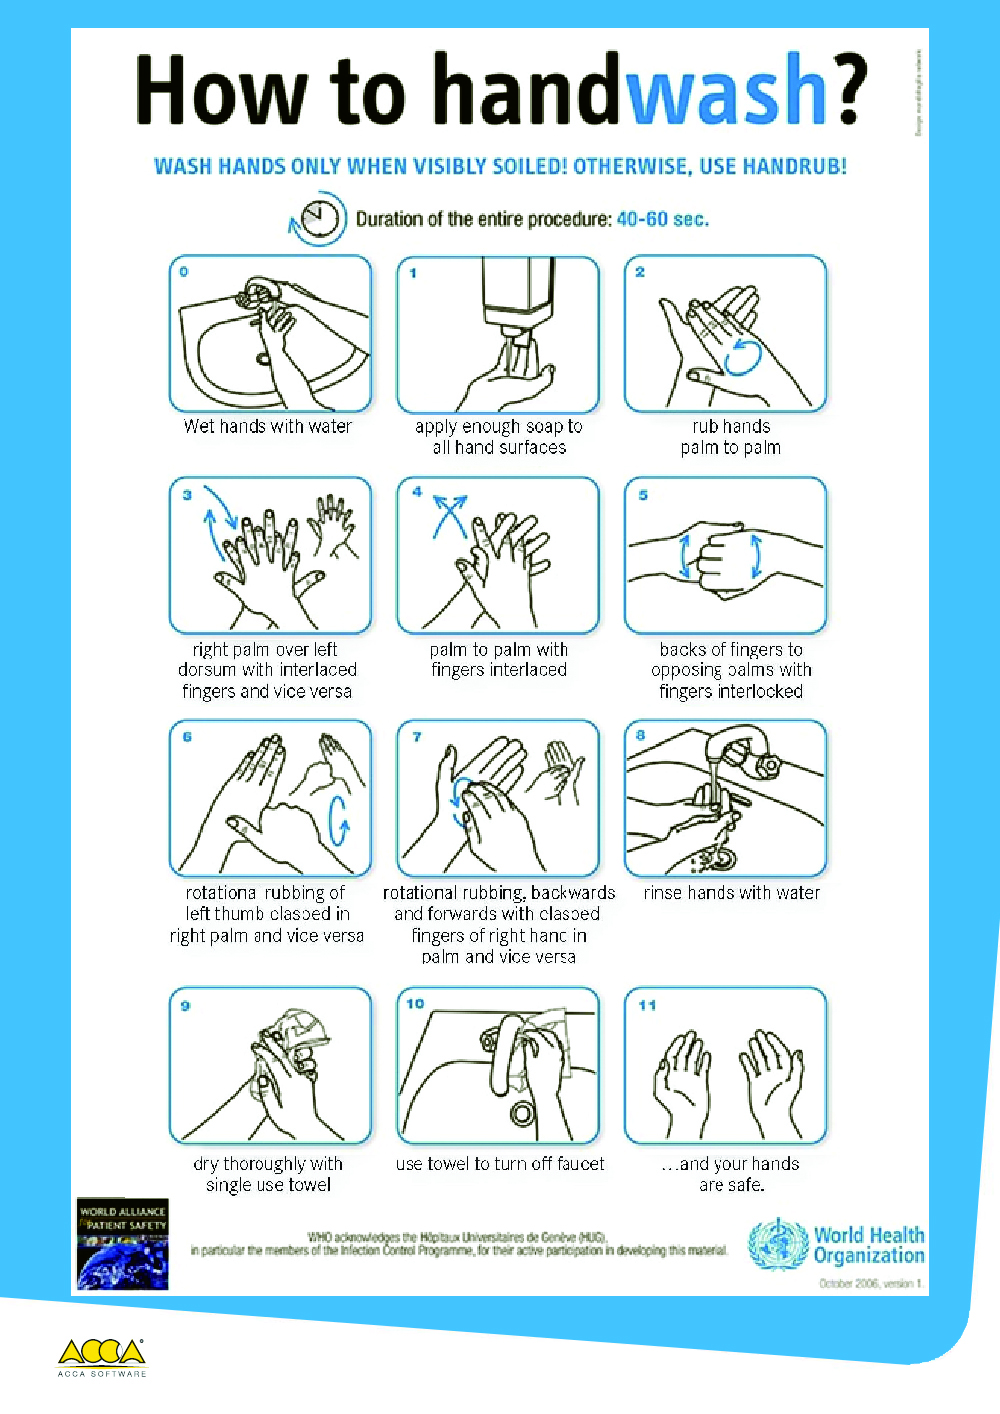 How to handwash?
Design: mondofragilis network
WASH HANDS ONLY WHEN VISIBLY SOILED! OTHERWISE, USE HANDRUB!
Duration of the entire procedure: 40-60 sec.
0
1
2
Wet hands with water
apply enough soap to
all hand surfaces
rub hands
palm to palm
3
4
5
right palm over left
dorsum with interlaced
fingers and vice versa
palm to palm with
fingers interlaced
backs of fingers to
opposing palms with
fingers interlocked
6
7
8
rotational rubbing of
left thumb clasped in
right palm and vice versa
rotational rubbing, backwards
and forwards with clasped
fingers of right hand in
palm and vice versa
rinse hands with water
9
10
11
dry thoroughly with
single use towel
use towel to turn off faucet
…and your hands
are safe.
WORLD ALLIANCE
for PATIENT SAFETY
WHO acknowledges the Hôpitaux Universitaires de Genève (HUG),
in particular the members of the Infection Control Programme, for their active participation in developing this material.
World Health
Organization
October 2006, version 1.
ACCA
ACCA SOFTWARE